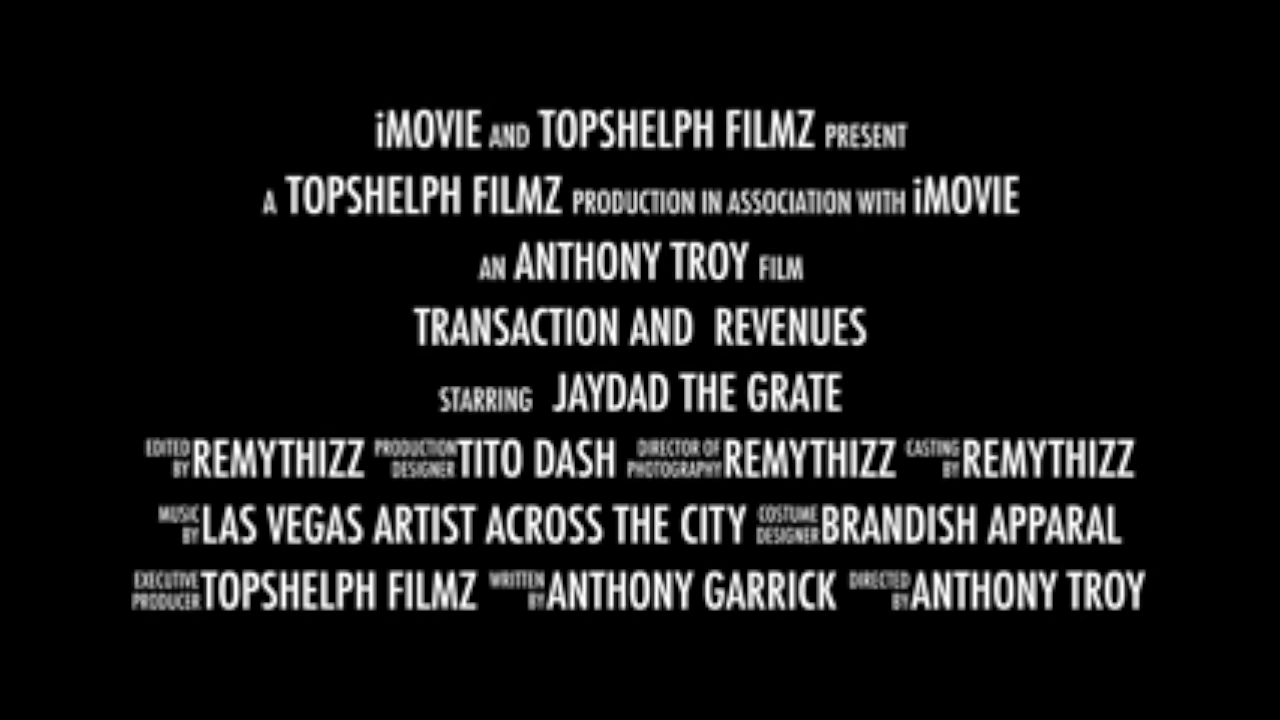 iMOVIE AND TOPSHELPH FILMZ PRESENT
A TOPSHELPH FILMZ PRODUCTION IN ASSOCIATION WITH iMOVIE
AN ANTHONY TROY FILM
TRANSACTION AND REVENUES
STARRING JAYDAD THE GRATE
EDITED BY REMYTHIZZ PRODUCTION DESIGNER TITO DASH DIRECTOR OF PHOTOGRAPHY REMYTHIZZ CASTING BY REMYTHIZZ
MUSIC BY LAS VEGAS ARTIST ACROSS THE CITY COSTUME DESIGNER BRANDISH APPARAL
EXECUTIVE PRODUCER TOPSHELPH FILMZ WRITTEN BY ANTHONY GARRICK DIRECTED BY ANTHONY TROY